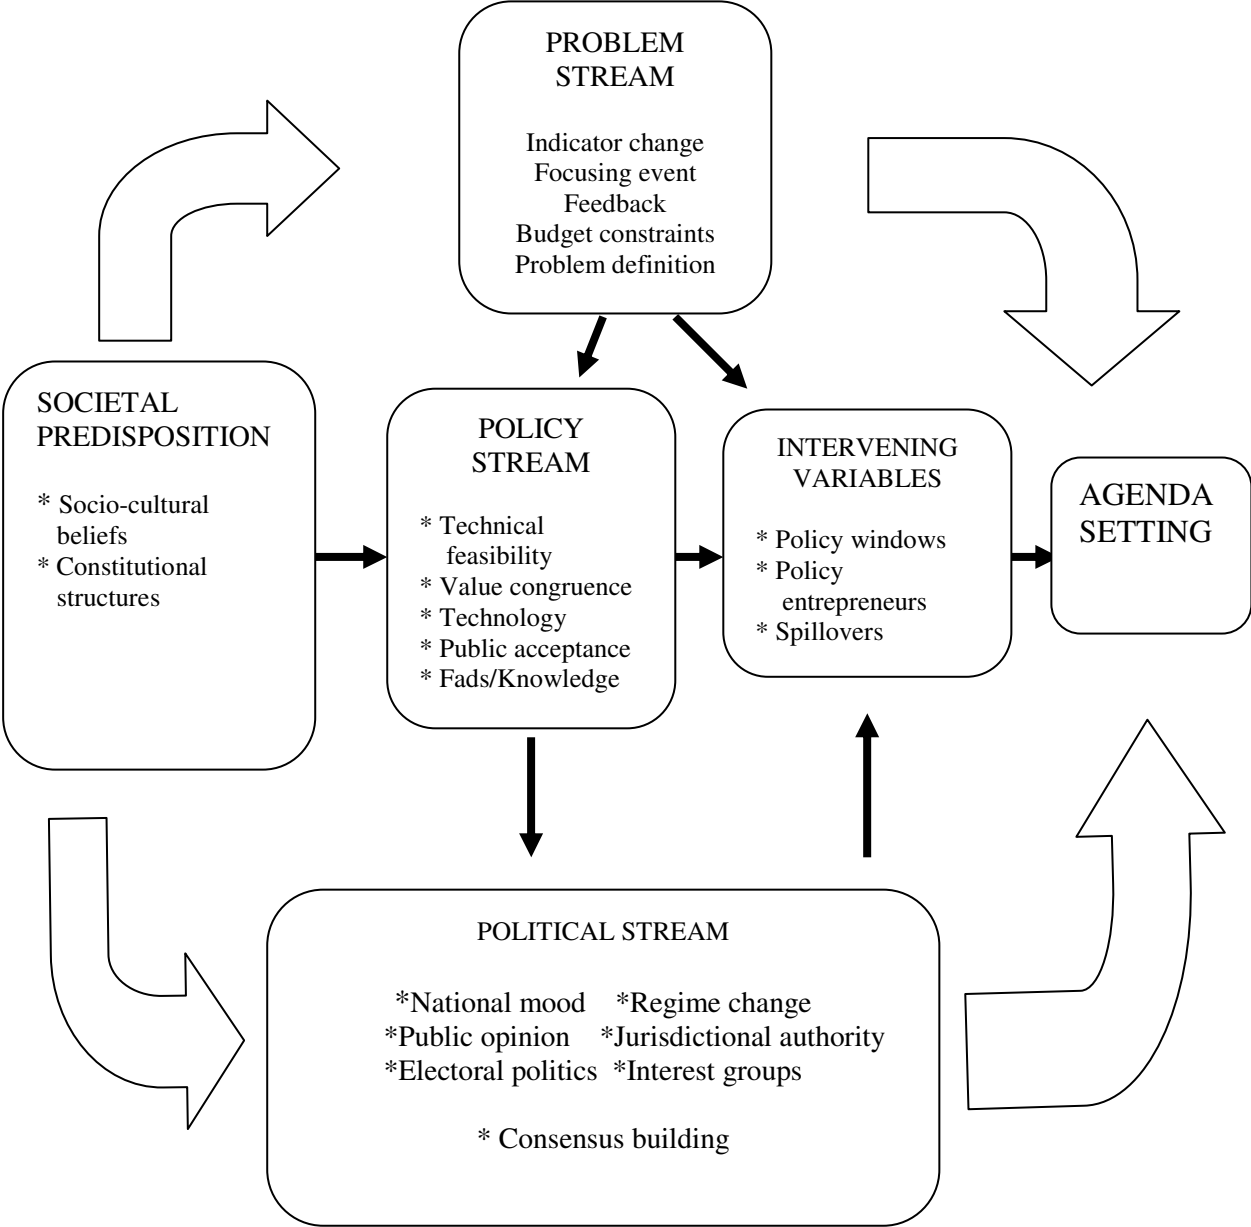 PROBLEM
STREAM
Indicator change
Focusing event
Feedback
Budget constraints
Problem definition
SOCIETAL
PREDISPOSITION
* Socio-cultural
beliefs
* Constitutional
structures
POLICY
STREAM
* Technical
feasibility
* Value congruence
* Technology
* Public acceptance
* Fads/Knowledge
INTERVENING
VARIABLES
* Policy windows
* Policy
entrepreneurs
* Spillovers
AGENDA
SETTING
POLITICAL STREAM
*National mood *Regime change
*Public opinion *Jurisdictional authority
*Electoral politics *Interest groups
* Consensus building